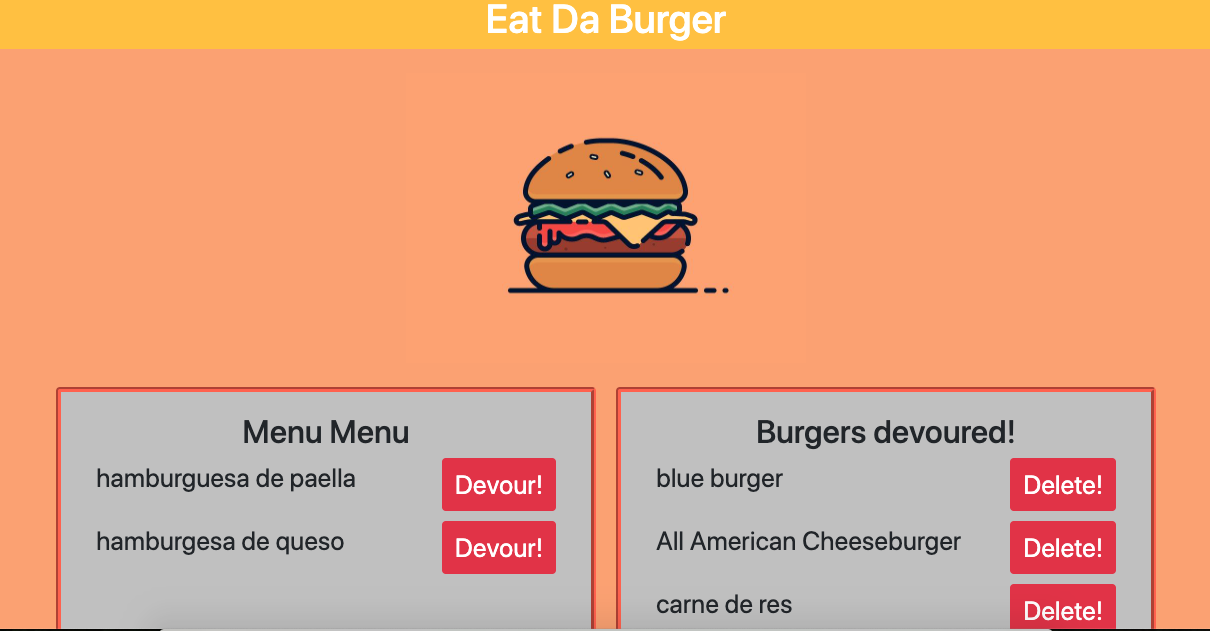 Eat Da Burger
Menu Menu
hamburguesa de paella
Devour!
hamburgesa de queso
Devour!
Burgers devoured!
blue burger
Delete!
All American Cheeseburger
Delete!
carne de res
Delete!